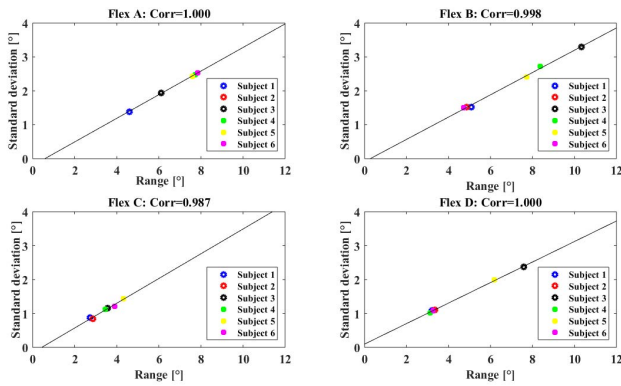 Flex A: Corr=1.000
Standard deviation [°]
4
3
2
1
0
Subject 1
Subject 2
Subject 3
Subject 4
Subject 5
Subject 6
0 2 4 6 8 10 12
Range [°]
Flex B: Corr=0.998
Standard deviation [°]
4
3
2
1
0
Subject 1
Subject 2
Subject 3
Subject 4
Subject 5
Subject 6
0 2 4 6 8 10 12
Range [°]
Flex C: Corr=0.987
Standard deviation [°]
4
3
2
1
0
Subject 1
Subject 2
Subject 3
Subject 4
Subject 5
Subject 6
0 2 4 6 8 10 12
Range [°]
Flex D: Corr=1.000
Standard deviation [°]
4
3
2
1
0
Subject 1
Subject 2
Subject 3
Subject 4
Subject 5
Subject 6
0 2 4 6 8 10 12
Range [°]